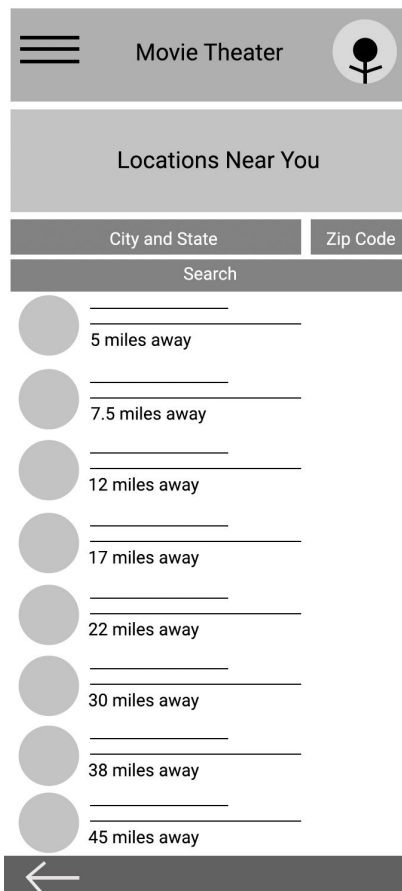 Movie Theater
Locations Near You
City and State Zip Code
Search
5 miles away
7.5 miles away
12 miles away
17 miles away
22 miles away
30 miles away
38 miles away
45 miles away